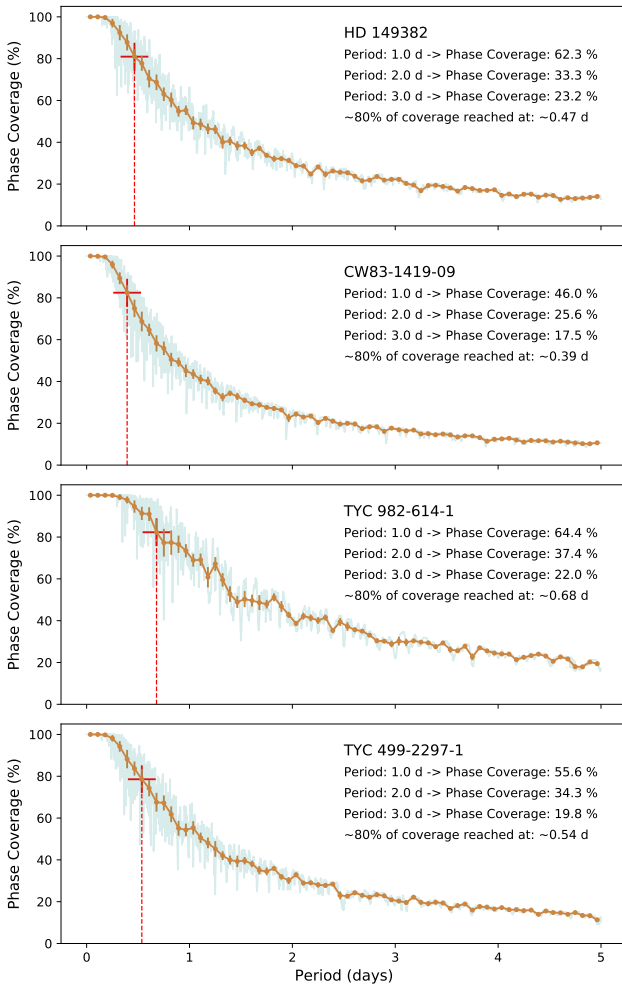 100
80
60
40
20
0
Phase Coverage (%)
HD 149382
Period: 1.0 d -> Phase Coverage: 62.3 %
Period: 2.0 d -> Phase Coverage: 33.3 %
Period: 3.0 d -> Phase Coverage: 23.2 %
~80% of coverage reached at: ~0.47 d
100
80
60
40
20
0
Phase Coverage (%)
CW83-1419-09
Period: 1.0 d -> Phase Coverage: 46.0 %
Period: 2.0 d -> Phase Coverage: 25.6 %
Period: 3.0 d -> Phase Coverage: 17.5 %
~80% of coverage reached at: ~0.39 d
100
80
60
40
20
0
Phase Coverage (%)
TYC 982-614-1
Period: 1.0 d -> Phase Coverage: 64.4 %
Period: 2.0 d -> Phase Coverage: 37.4 %
Period: 3.0 d -> Phase Coverage: 22.0 %
~80% of coverage reached at: ~0.68 d
100
80
60
40
20
0
Phase Coverage (%)
TYC 499-2297-1
Period: 1.0 d -> Phase Coverage: 55.6 %
Period: 2.0 d -> Phase Coverage: 34.3 %
Period: 3.0 d -> Phase Coverage: 19.8 %
~80% of coverage reached at: ~0.54 d
0 1 2 3 4 5
Period (days)